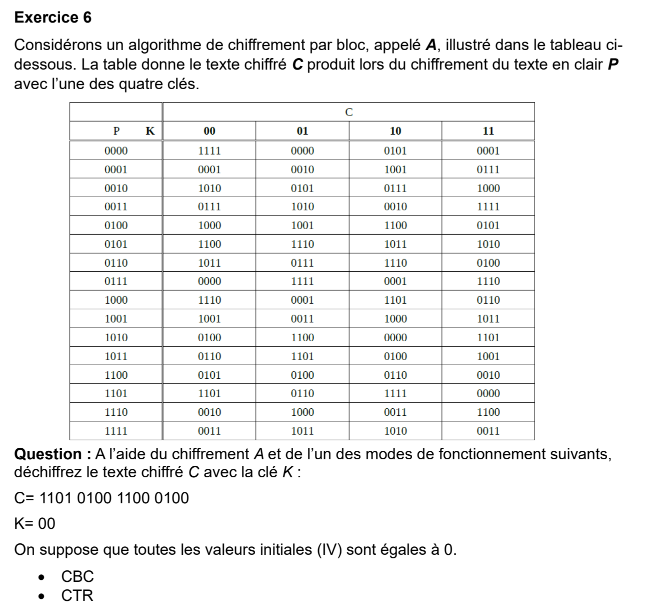 Exercice 6
Considérons un algorithme de chiffrement par bloc, appelé A, illustré dans le tableau ci-
dessous. La table donne le texte chiffré C produit lors du chiffrement du texte en clair P
avec l'une des quatre clés.
C
P K 00 01 10 11
0000 1111 0000 0101 0001
0001 0001 0010 1001 0111
0010 1010 0101 0111 1000
0011 0111 1010 0010 1111
0100 1000 1001 1100 0101
0101 1100 1110 1011 1010
0110 1011 0111 1110 0100
0111 0000 1111 0001 1110
1000 1110 0001 1101 0110
1001 1001 0011 1000 1011
1010 0100 1100 0000 1101
1011 0110 1101 0100 1001
1100 0101 0100 0110 0010
1101 1101 0110 1111 0000
1110 0010 1000 0011 1100
1111 0011 1011 1010 0011
Question : A l'aide du chiffrement A et de l'un des modes de fonctionnement suivants,
déchiffrez le texte chiffré C avec la clé K :
C= 1101 0100 1100 0100
K= 00
On suppose que toutes les valeurs initiales (IV) sont égales à 0.
• CBC
• CTR